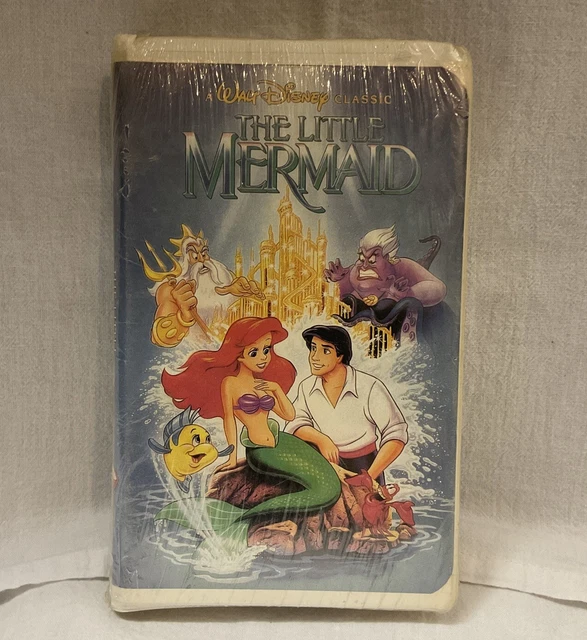 A WALT DISNEY CLASSIC
THE LITTLE
MERMAID